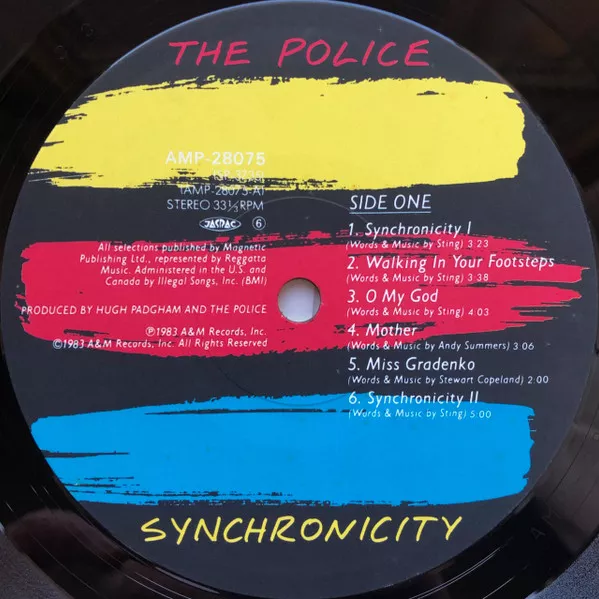 THE POLICE
AMP-28075
(SP 3735)
(AMP-28075-A)
STEREO 33⅓RPM
JASRAC 6
All selections published by Magnetic
Publishing Ltd., represented by Reggatta
Music. Administered in the U.S. and
Canada by Illegal Songs, Inc. (BMI)
PRODUCED BY HUGH PADGHAM AND THE POLICE
℗1983 A&M Records, Inc.
©1983 A&M Records, Inc. All Rights Reserved
SIDE ONE
1. Synchronicity I
(Words & Music by Sting) 3:23
2. Walking In Your Footsteps
(Words & Music by Sting) 3:38
3. O My God
(Words & Music by Sting) 4:03
4. Mother
(Words & Music by Andy Summers) 3:06
5. Miss Gradenko
(Words & Music by Stewart Copeland) 2:00
6. Synchronicity II
(Words & Music by Sting) 5:00
SYNCHRONICITY